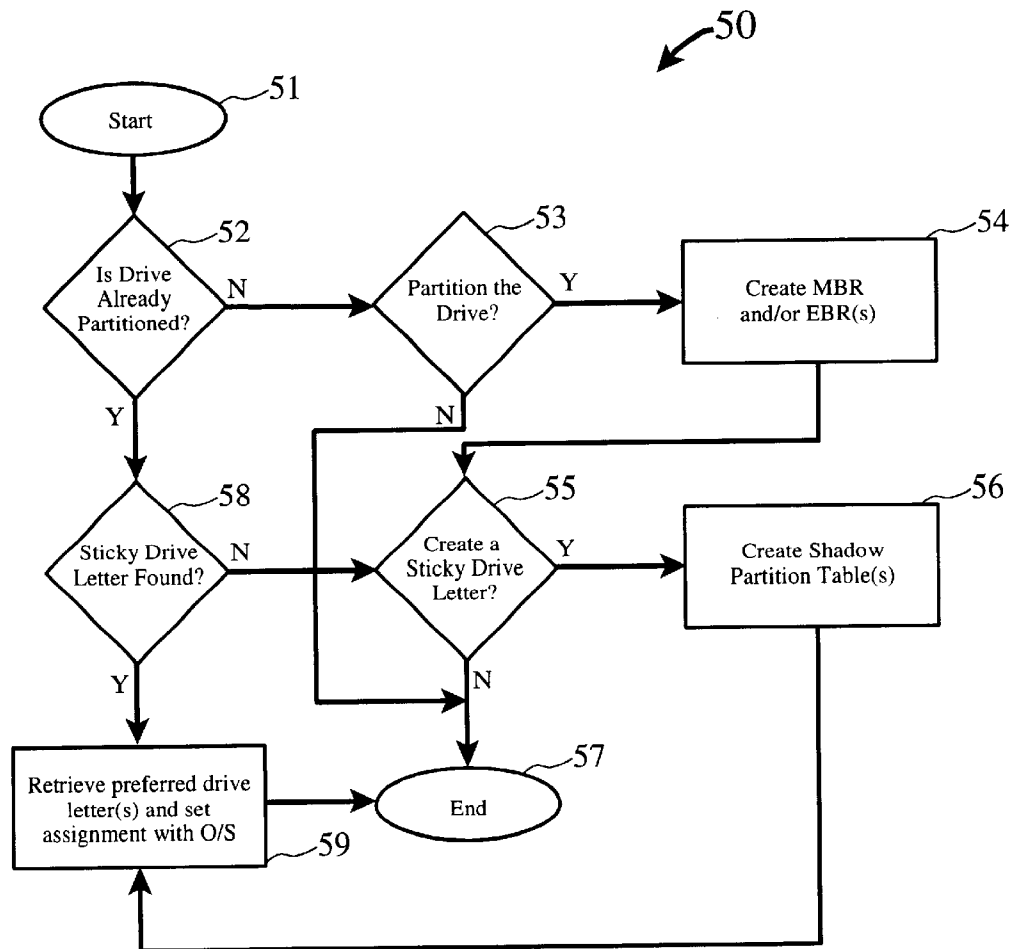 50
51
Start
52
Is Drive
Already
Partitioned?
N
Y
53
Partition the
Drive?
Y
N
54
Create MBR
and/or EBR(s)
58
Sticky Drive
Letter Found?
N
Y
55
Create a
Sticky Drive
Letter?
Y
N
56
Create Shadow
Partition Table(s)
Retrieve preferred drive
letter(s) and set
assignment with O/S
59
57
End